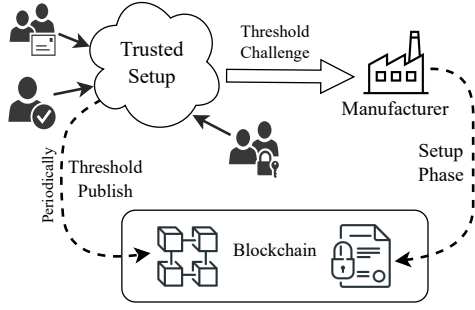 Trusted
Setup
Threshold
Challenge
Manufacturer
Periodically
Threshold
Publish
Setup
Phase
Blockchain